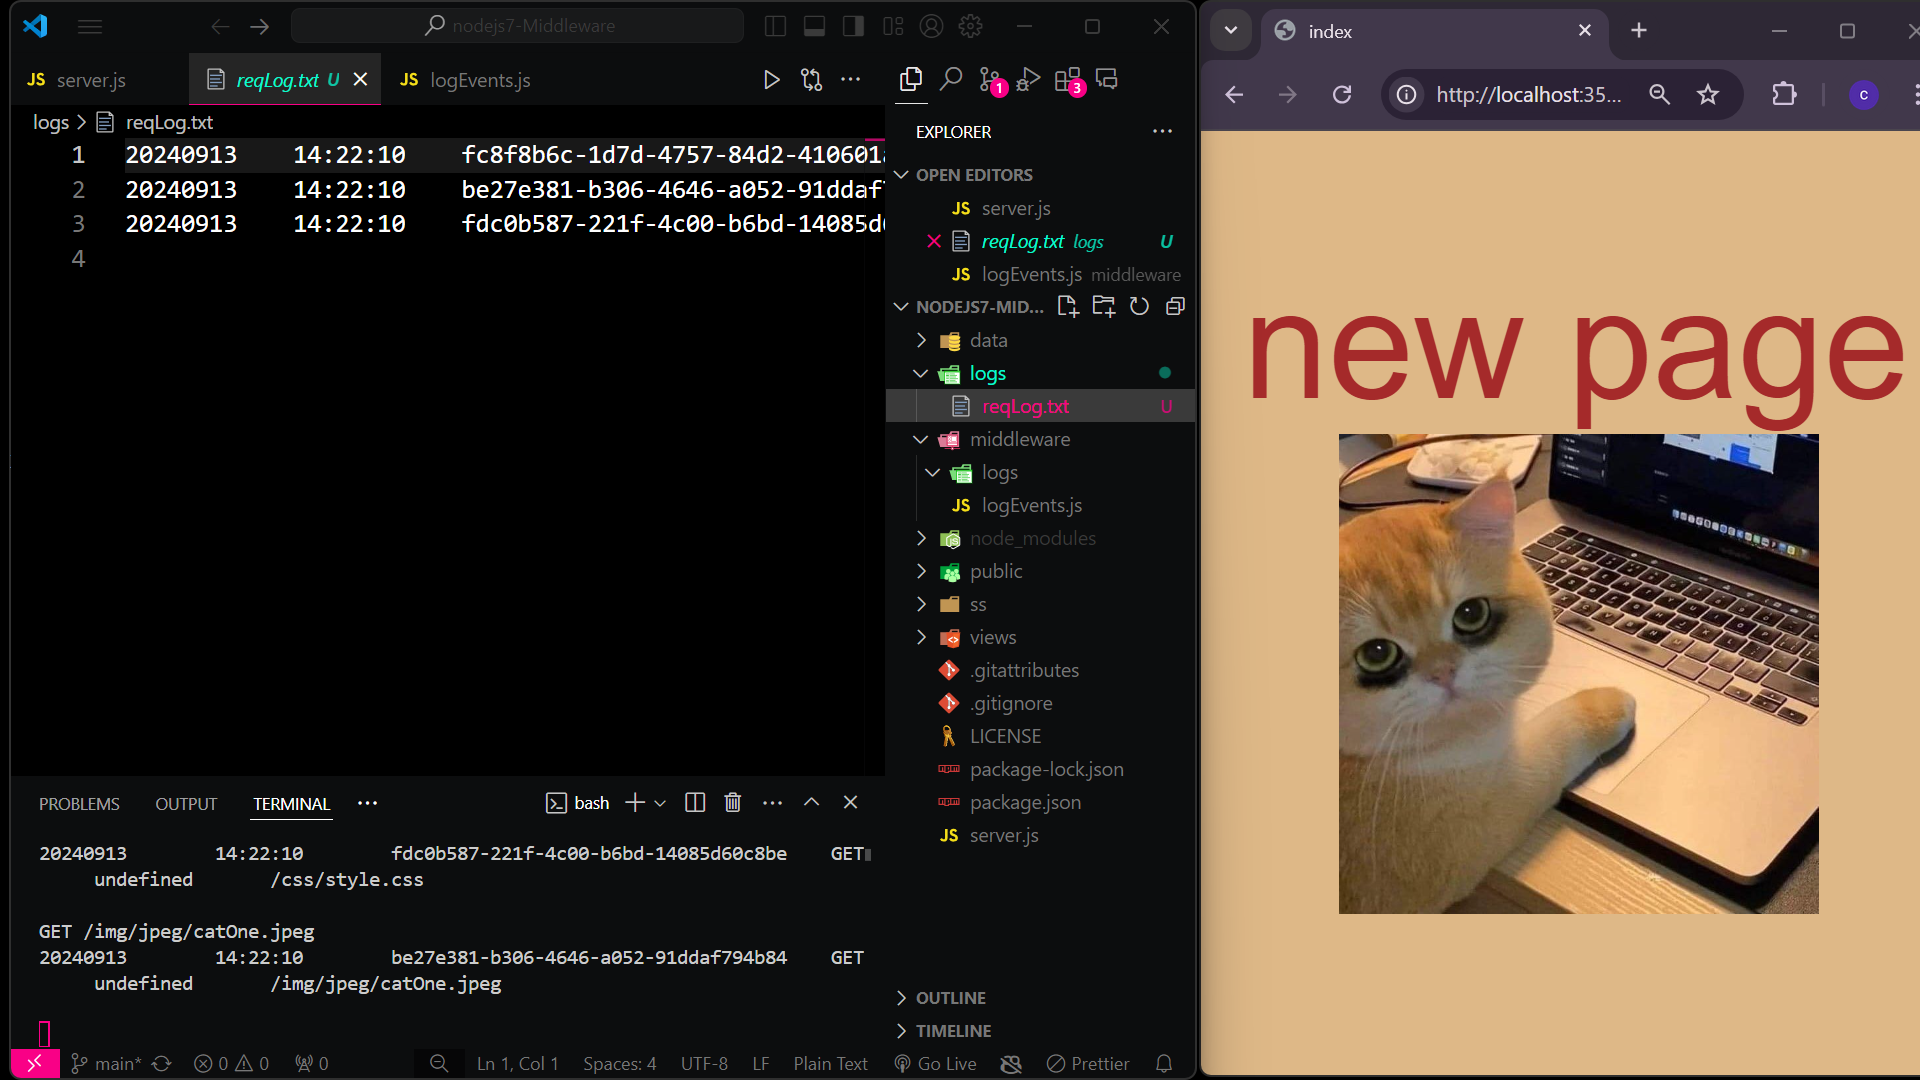 nodejs7-Middleware
JS server.js
reqLog.txt U
JS logEvents.js
logs > reqLog.txt
1 20240913 14:22:10 fc8f8b6c-1d7d-4757-84d2-410601
2 20240913 14:22:10 be27e381-b306-4646-a052-91ddaf
3 20240913 14:22:10 fdc0b587-221f-4c00-b6bd-14085d
4
PROBLEMS OUTPUT TERMINAL
bash
20240913 14:22:10 fdc0b587-221f-4c00-b6bd-14085d60c8be GET
undefined /css/style.css
GET /img/jpeg/catOne.jpeg
20240913 14:22:10 be27e381-b306-4646-a052-91ddaf794b84 GET
undefined /img/jpeg/catOne.jpeg
1
3
EXPLORER
OPEN EDITORS
JS server.js
reqLog.txt logs U
JS logEvents.js middleware
NODEJS7-MID...
data
logs
reqLog.txt U
middleware
logs
JS logEvents.js
node_modules
public
ss
views
.gitattributes
.gitignore
LICENSE
package-lock.json
package.json
JS server.js
OUTLINE
TIMELINE
main* 0 0 0 Ln 1, Col 1 Spaces: 4 UTF-8 LF Plain Text Go Live Prettier
index
http://localhost:35...
c
new page